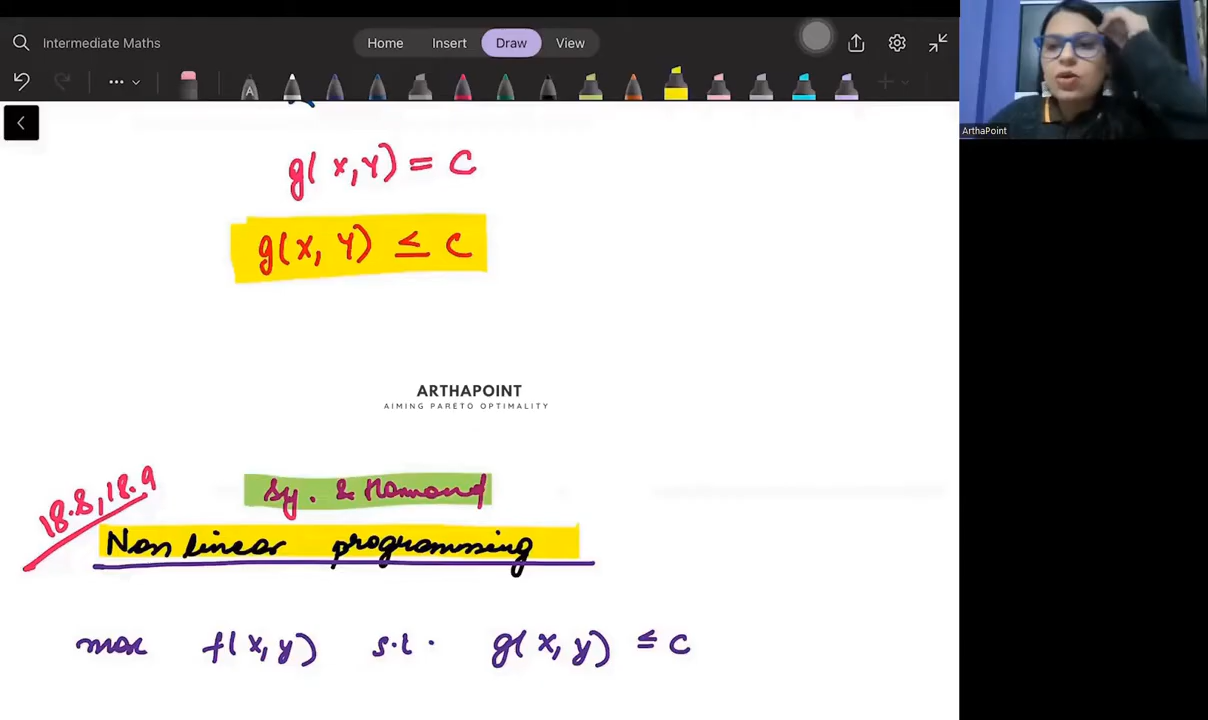 Intermediate Maths
Home Insert Draw View
A
ArthaPoint
g(x, y) = c
g(x, y) ≤ c
ARTHAPOINT
AIMING PARETO OPTIMALITY
18.8, 18.9
Sy. & Hamond
Non linear programming
max f(x, y) s.t. g(x, y) ≤ c